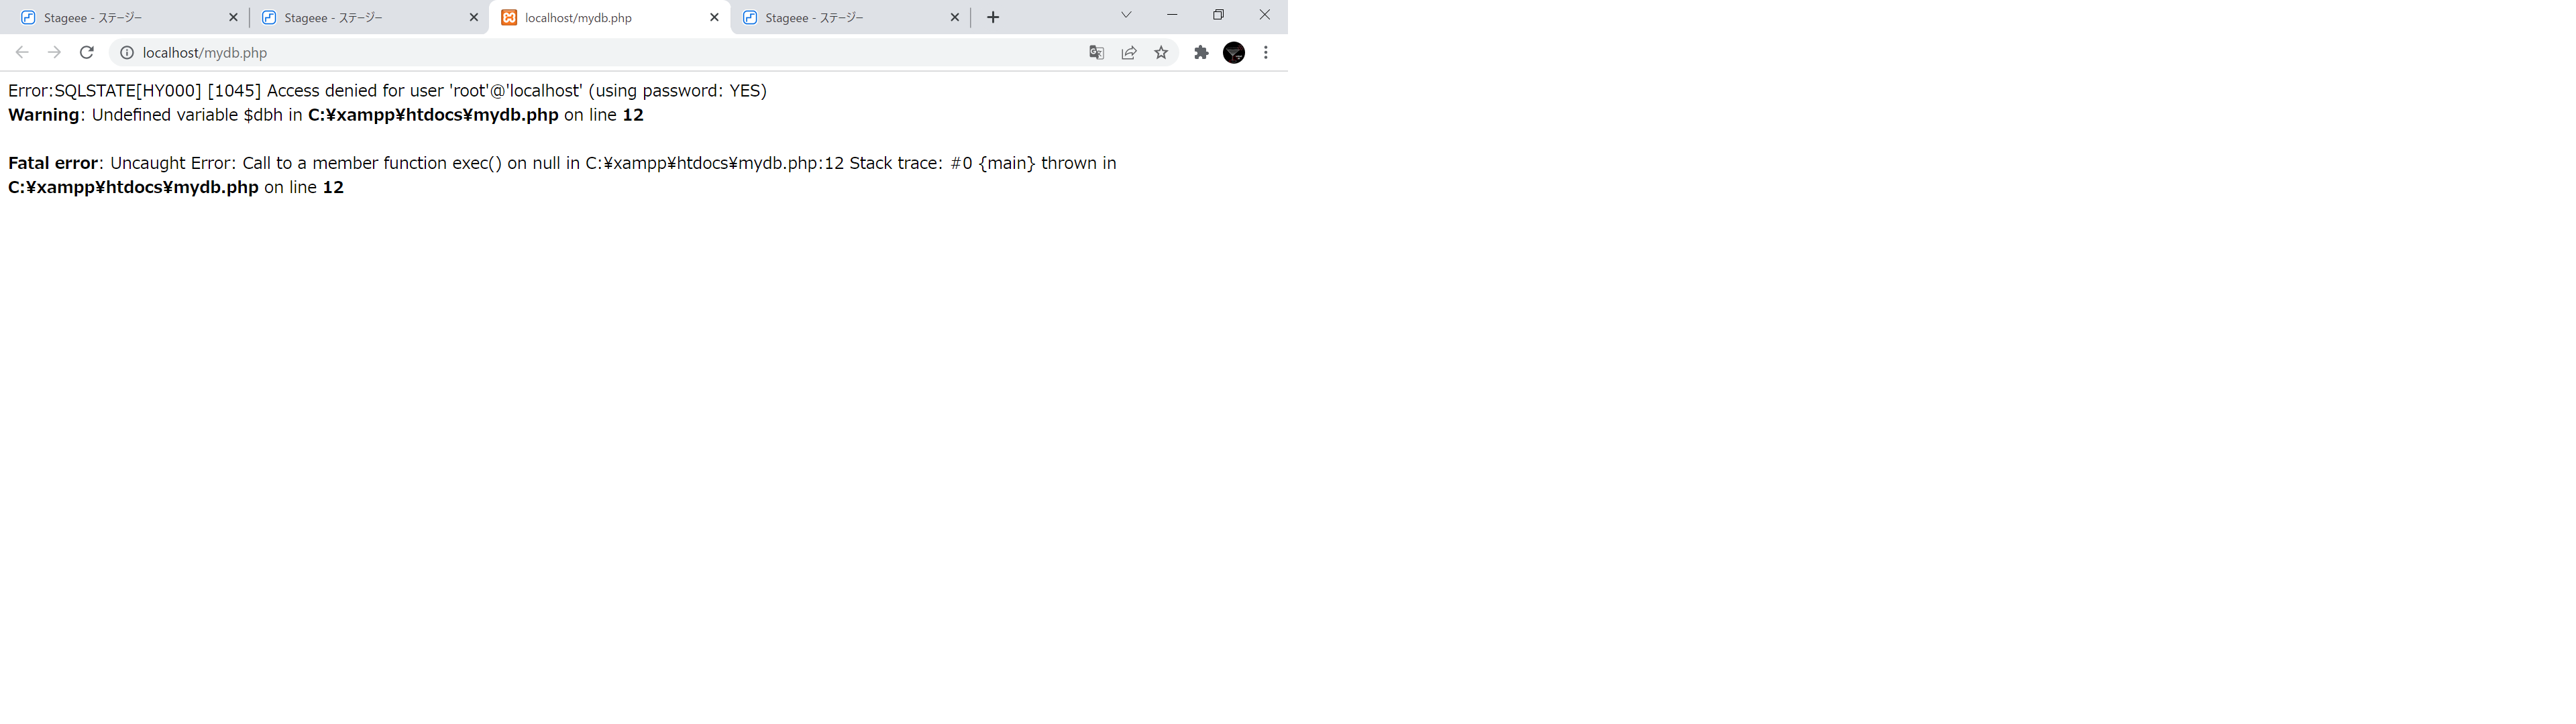 Stageee - ステージー
Stageee - ステージー
localhost/mydb.php
Stageee - ステージー
localhost/mydb.php
Error:SQLSTATE[HY000] [1045] Access denied for user 'root'@'localhost' (using password: YES)
Warning: Undefined variable $dbh in C:¥xampp¥htdocs¥mydb.php on line 12
Fatal error: Uncaught Error: Call to a member function exec() on null in C:¥xampp¥htdocs¥mydb.php:12 Stack trace: #0 {main} thrown in
C:¥xampp¥htdocs¥mydb.php on line 12